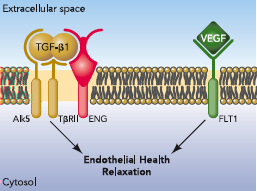 Extracellular space
TGF-β1
VEGF
Alk5
TβRII
ENG
FLT1
Endothelial Health
Relaxation
Cytosol